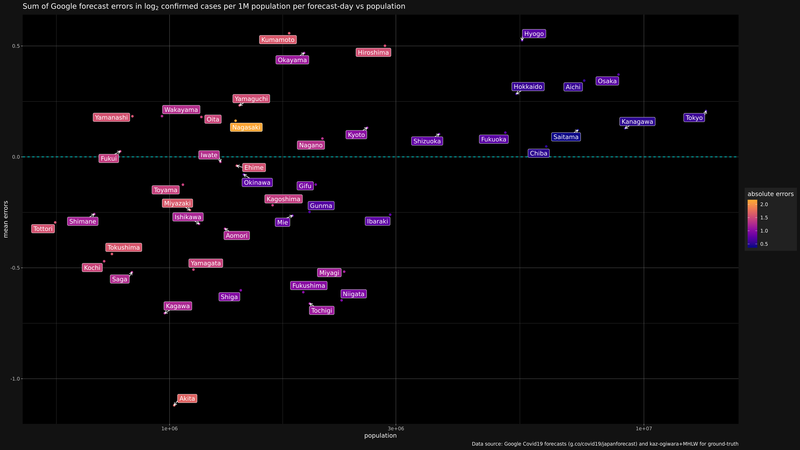 Sum of Google forecast errors in log2 confirmed cases per 1M population per forecast-day vs population
Hyogo
Kumamoto
Hiroshima
Okayama
0.5
Osaka
Hokkaido
Aichi
Yamaguchi
Wakayama
Yamanashi
Oita
Tokyo
Kanagawa
Nagasaki
Kyoto
Saitama
Fukuoka
Shizuoka
Nagano
Chiba
Iwate
Fukui
0.0
Ehime
Okinawa
Gifu
Toyama
Kagoshima
absolute errors
Miyazaki
Gunma
2.0
Ishikawa
1.5
Shimane
Mie
Ibaraki
1.0
Tottori
Aomori
0.5
mean errors
Tokushima
Yamagata
Kochi
-0.5
Miyagi
Saga
Fukushima
Niigata
Shiga
Kagawa
Tochigi
-1.0
Akita
1e+06
3e+06
1e+07
population
Data source: Google Covid19 forecasts (g.co/covid19/japanforecast) and kaz-ogiwara+MHLW for ground-truth